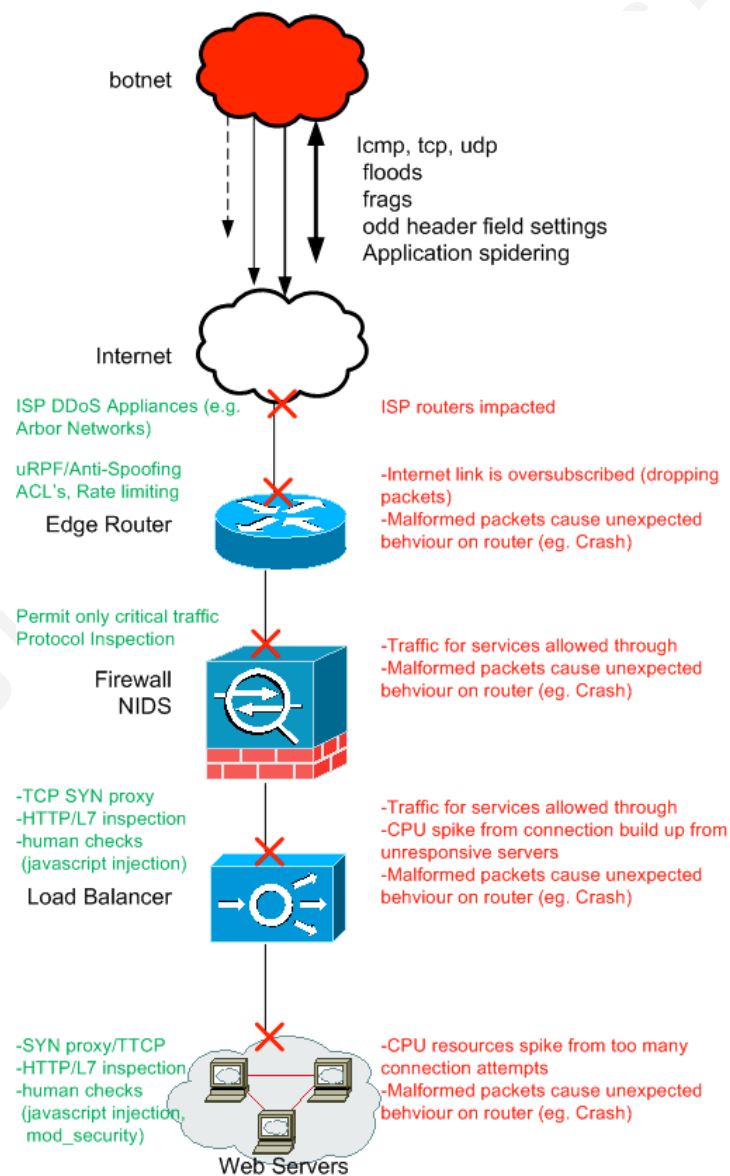 botnet
Icmp, tcp, udp
floods
frags
odd header field settings
Application spidering
Internet
ISP DDoS Appliances (e.g.
Arbor Networks)
ISP routers impacted
uRPF/Anti-Spoofing
ACL's, Rate limiting
Edge Router
-Internet link is oversubscribed (dropping
packets)
-Malformed packets cause unexpected
behviour on router (eg. Crash)
Permit only critical traffic
Protocol Inspection
Firewall
NIDS
-Traffic for services allowed through
-Malformed packets cause unexpected
behviour on router (eg. Crash)
-TCP SYN proxy
-HTTP/L7 inspection
-human checks
(javascript injection)
Load Balancer
-Traffic for services allowed through
-CPU spike from connection build up from
unresponsive servers
-Malformed packets cause unexpected
behviour on router (eg. Crash)
-SYN proxy/TTCP
-HTTP/L7 inspection
-human checks
(javascript injection,
mod_security)
-CPU resources spike from too many
connection attempts
-Malformed packets cause unexpected
behviour on router (eg. Crash)
Web Servers